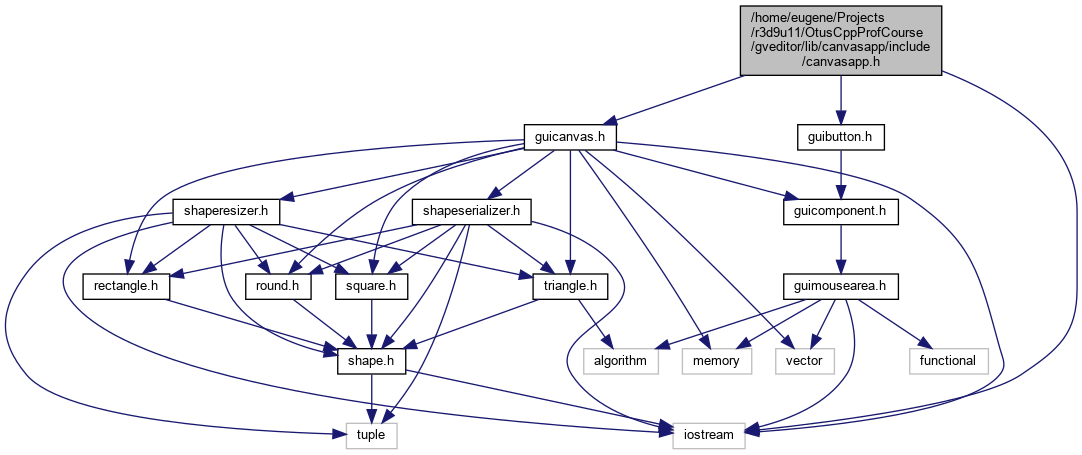 /home/eugene/Projects
/r3d9u11/OtusCppProfCourse
/gveditor/lib/canvasapp/include
/canvasapp.h
guicanvas.h
guibutton.h
shaperesizer.h
shapeserializer.h
guicomponent.h
rectangle.h
round.h
square.h
triangle.h
guimousearea.h
shape.h
algorithm
memory
vector
functional
tuple
iostream